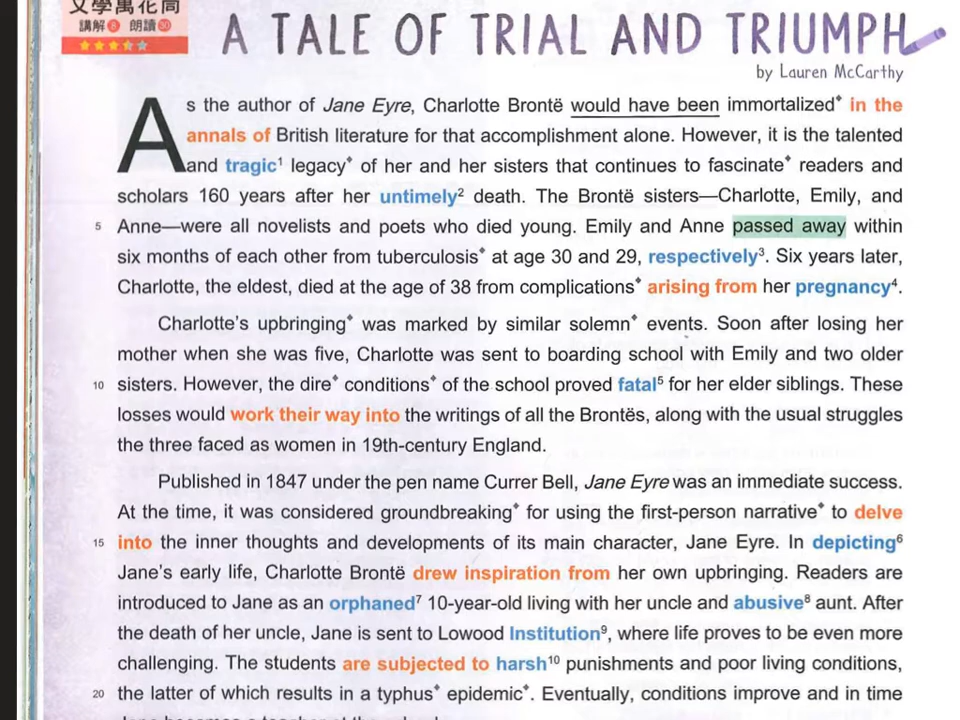 文學萬花筒
講解 朗讀
A TALE OF TRIAL AND TRIUMPH
by Lauren McCarthy
As the author of Jane Eyre, Charlotte Brontë would have been immortalized◆ in the
annals of British literature for that accomplishment alone. However, it is the talented
and tragic¹ legacy◆ of her and her sisters that continues to fascinate◆ readers and
scholars 160 years after her untimely² death. The Brontë sisters—Charlotte, Emily, and
5 Anne—were all novelists and poets who died young. Emily and Anne passed away within
six months of each other from tuberculosis◆ at age 30 and 29, respectively³. Six years later,
Charlotte, the eldest, died at the age of 38 from complications◆ arising from her pregnancy⁴.
Charlotte's upbringing◆ was marked by similar solemn◆ events. Soon after losing her
mother when she was five, Charlotte was sent to boarding school with Emily and two older
10 sisters. However, the dire◆ conditions◆ of the school proved fatal⁵ for her elder siblings. These
losses would work their way into the writings of all the Brontës, along with the usual struggles
the three faced as women in 19th-century England.
Published in 1847 under the pen name Currer Bell, Jane Eyre was an immediate success.
At the time, it was considered groundbreaking◆ for using the first-person narrative◆ to delve
15 into the inner thoughts and developments of its main character, Jane Eyre. In depicting⁶
Jane's early life, Charlotte Brontë drew inspiration from her own upbringing. Readers are
introduced to Jane as an orphaned⁷ 10-year-old living with her uncle and abusive⁸ aunt. After
the death of her uncle, Jane is sent to Lowood Institution⁹, where life proves to be even more
challenging. The students are subjected to harsh¹⁰ punishments and poor living conditions,
20 the latter of which results in a typhus◆ epidemic◆. Eventually, conditions improve and in time